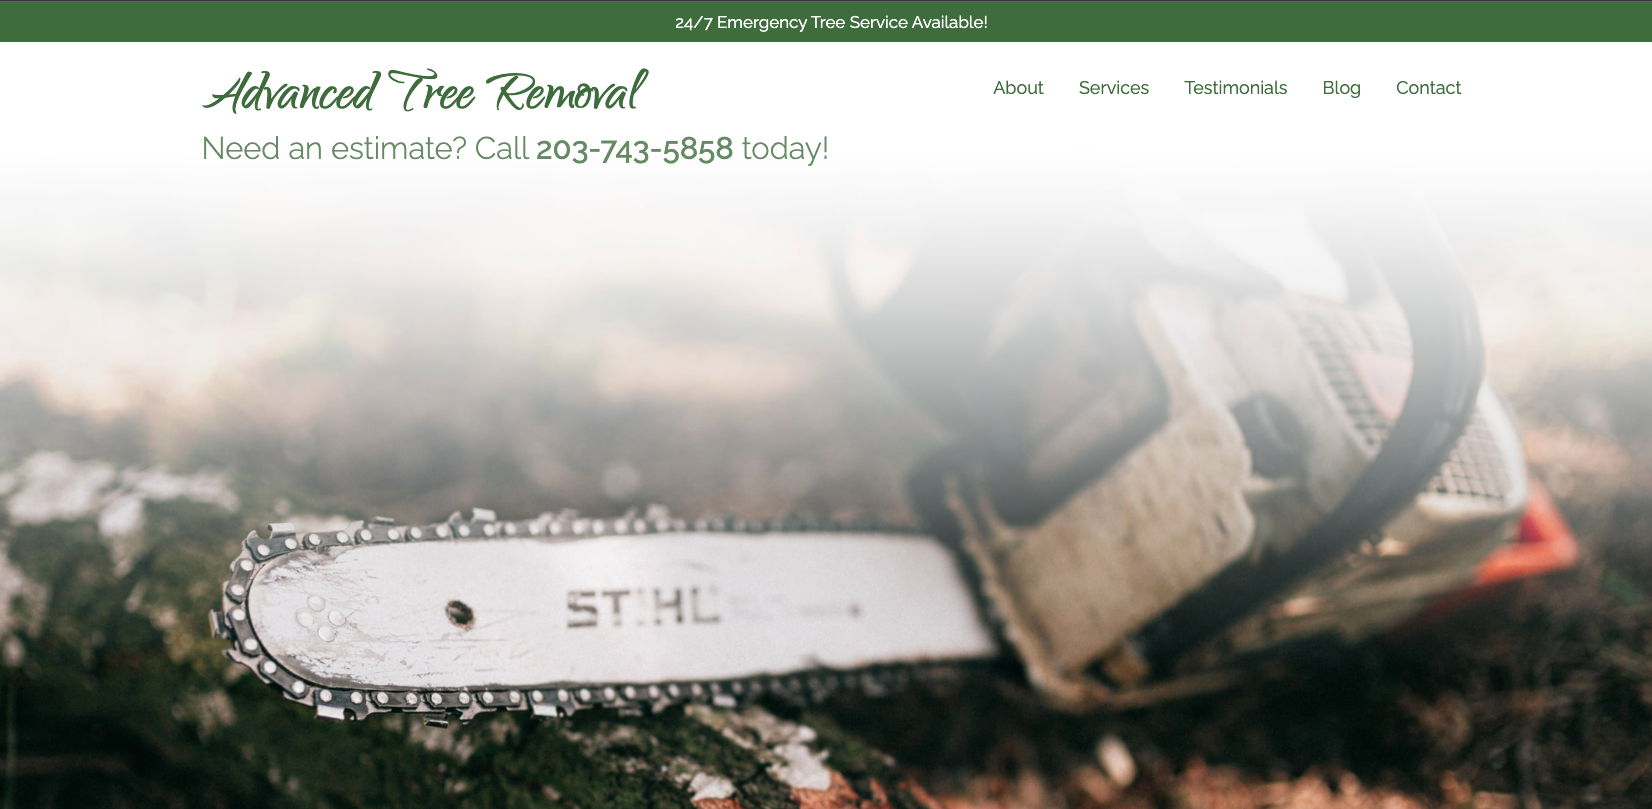 24/7 Emergency Tree Service Available!
Advanced Tree Removal
About Services Testimonials Blog Contact
Need an estimate? Call 203-743-5858 today!
STIHL